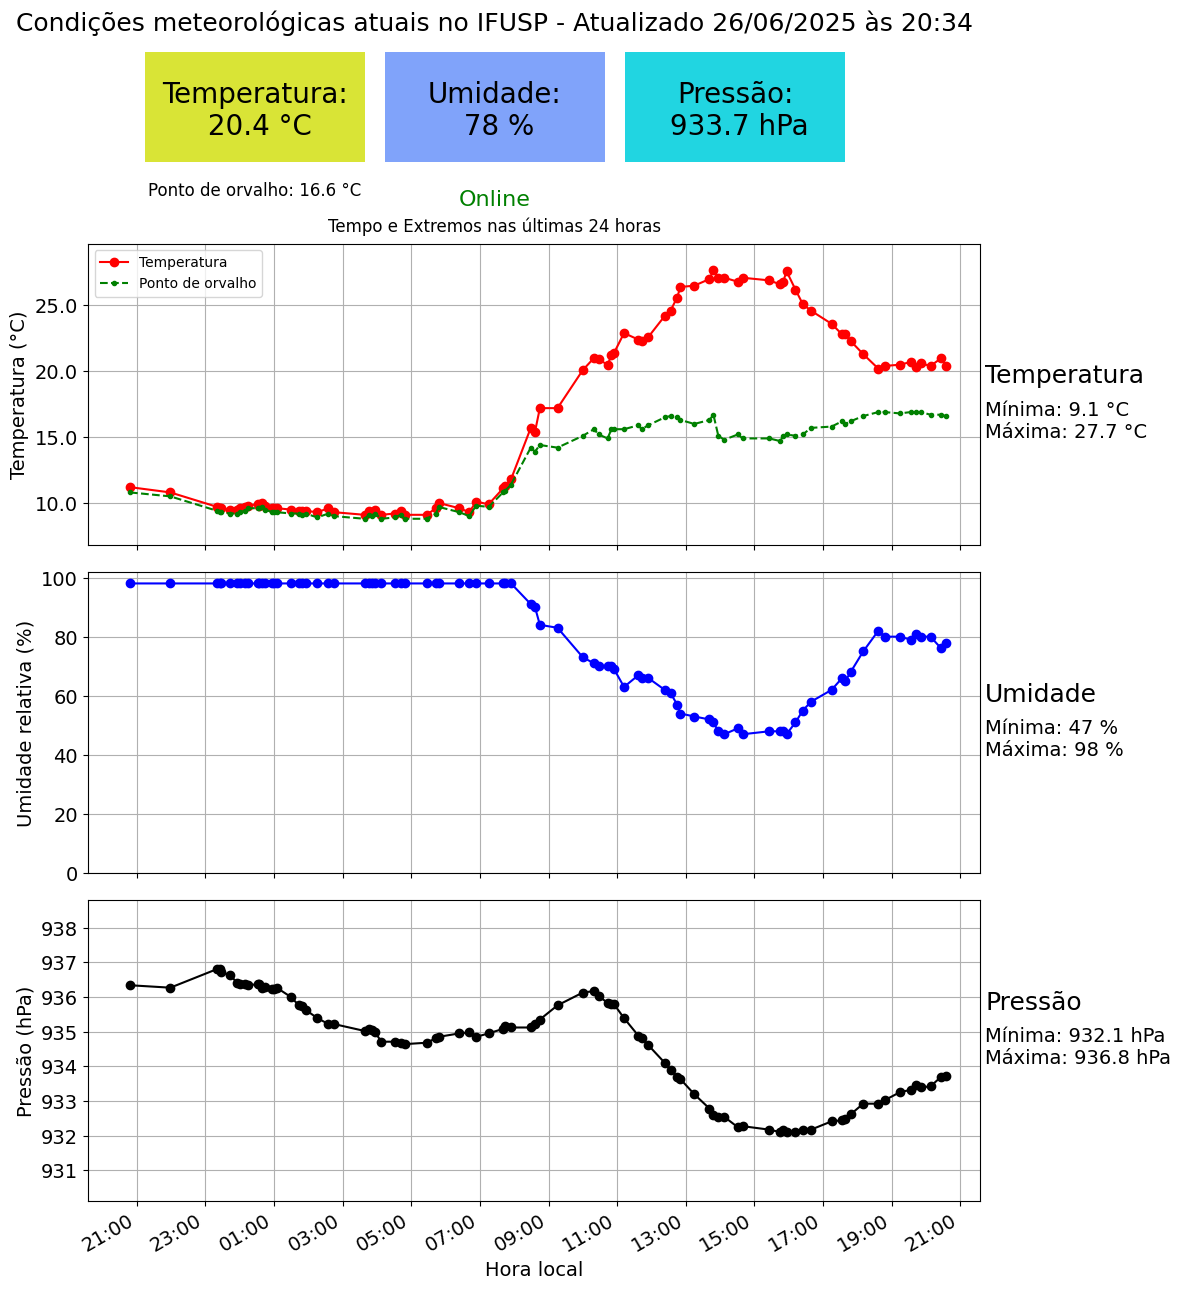 Condições meteorológicas atuais no IFUSP - Atualizado 26/06/2025 às 20:34
Temperatura:
20.4 °C
Umidade:
78 %
Pressão:
933.7 hPa
Ponto de orvalho: 16.6 °C
Online
Tempo e Extremos nas últimas 24 horas
Temperatura
Ponto de orvalho
Temperatura (°C)
25.0
20.0
15.0
10.0
Temperatura
Mínima: 9.1 °C
Máxima: 27.7 °C
Umidade relativa (%)
100
80
60
40
20
0
Umidade
Mínima: 47 %
Máxima: 98 %
Pressão (hPa)
938
937
936
935
934
933
932
931
Pressão
Mínima: 932.1 hPa
Máxima: 936.8 hPa
21:00
23:00
01:00
03:00
05:00
07:00
09:00
11:00
13:00
15:00
17:00
19:00
21:00
Hora local